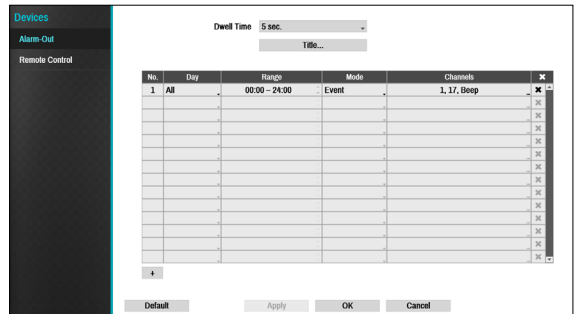 Devices
Alarm-Out
Remote Control
Dwell Time 5 sec.
Title...
No. Day Range Mode Channels
1 All 00:00 – 24:00 Event 1, 17, Beep
+
Default Apply OK Cancel